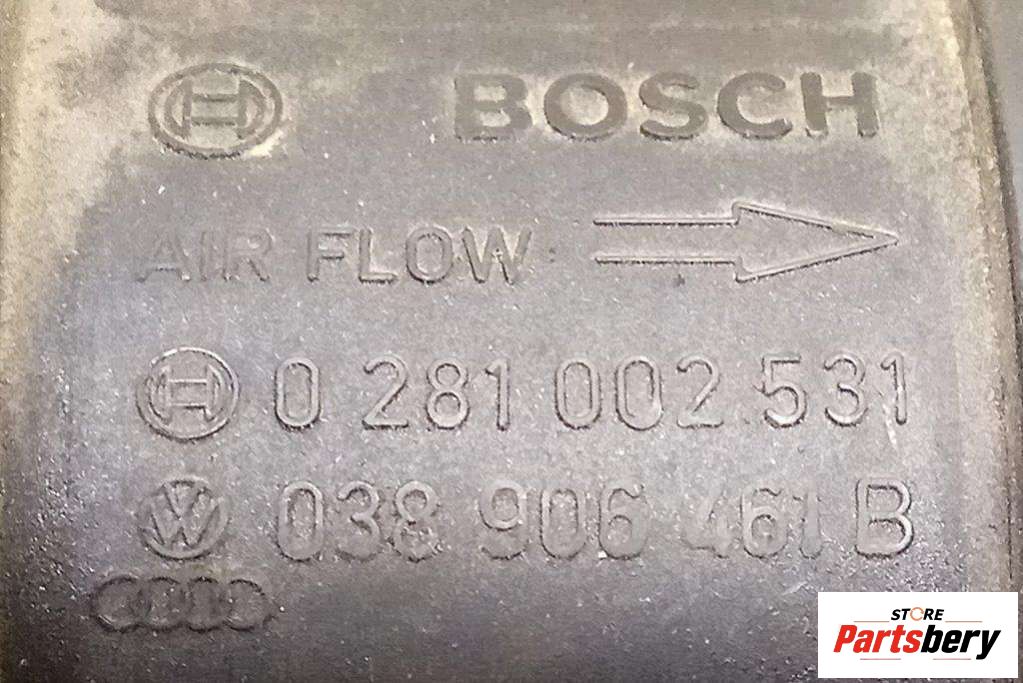 BOSCH
AIR FLOW
0 281 002 531
038 906 461 B
STORE
Partsbery